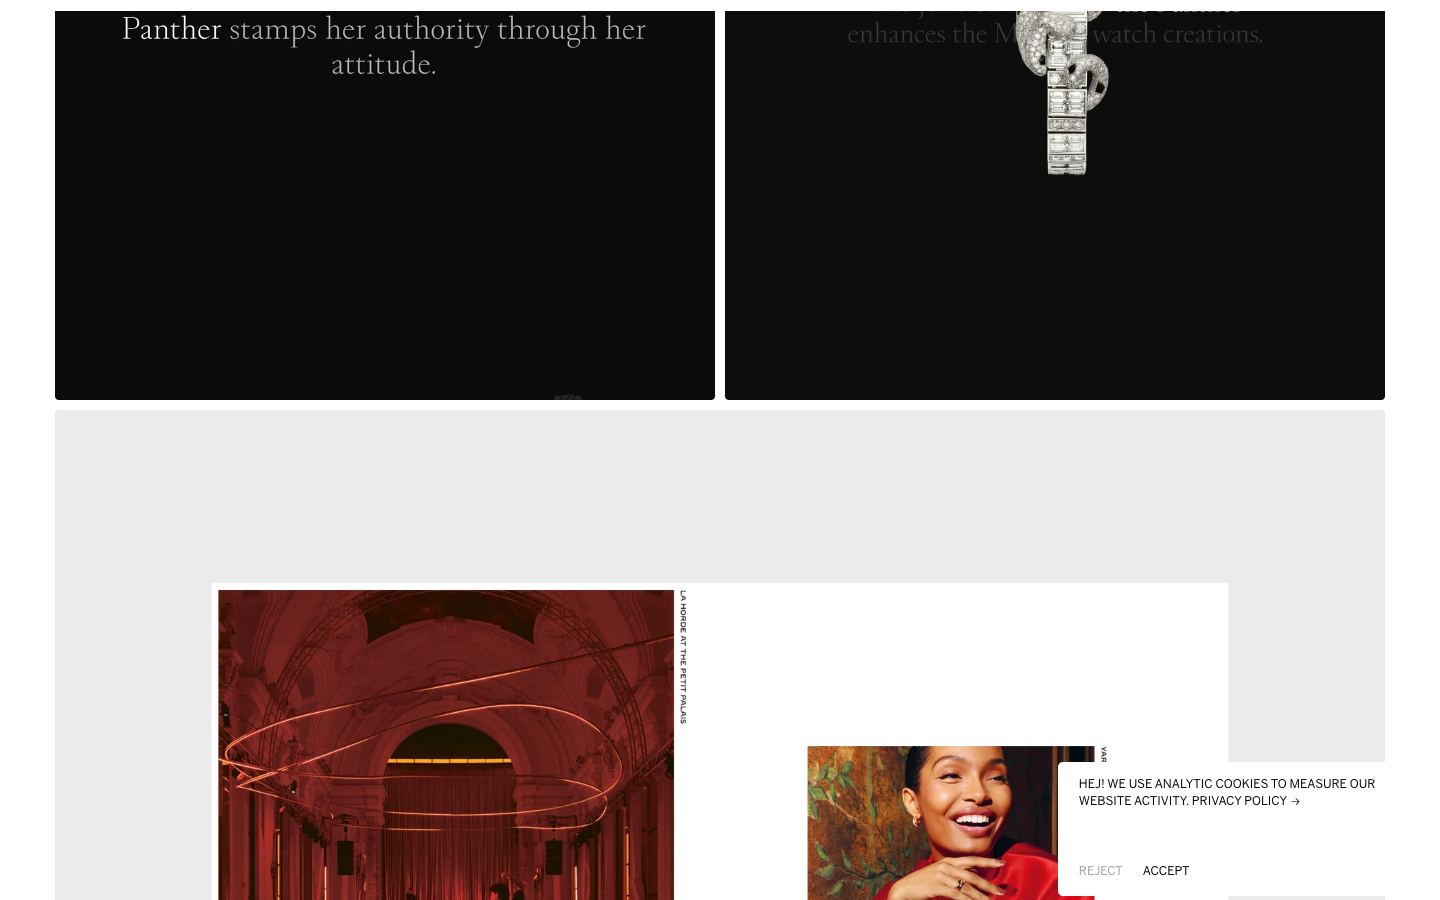 Panther stamps her authority through her
attitude.
enhances the M watch creations.
LA HORDE AT THE PETIT PALAIS
HEJ! WE USE ANALYTIC COOKIES TO MEASURE OUR
WEBSITE ACTIVITY. PRIVACY POLICY →
REJECT ACCEPT